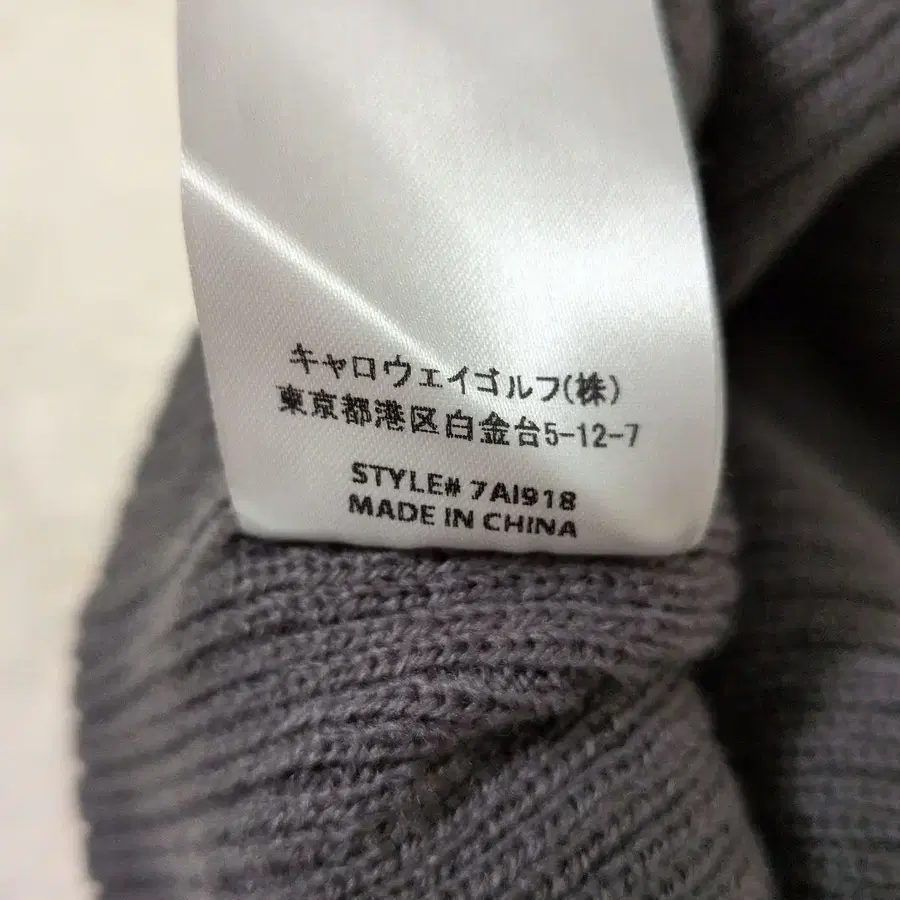 キャロウェイゴルフ(株)
東京都港区白金台5-12-7
STYLE# 7AI918
MADE IN CHINA